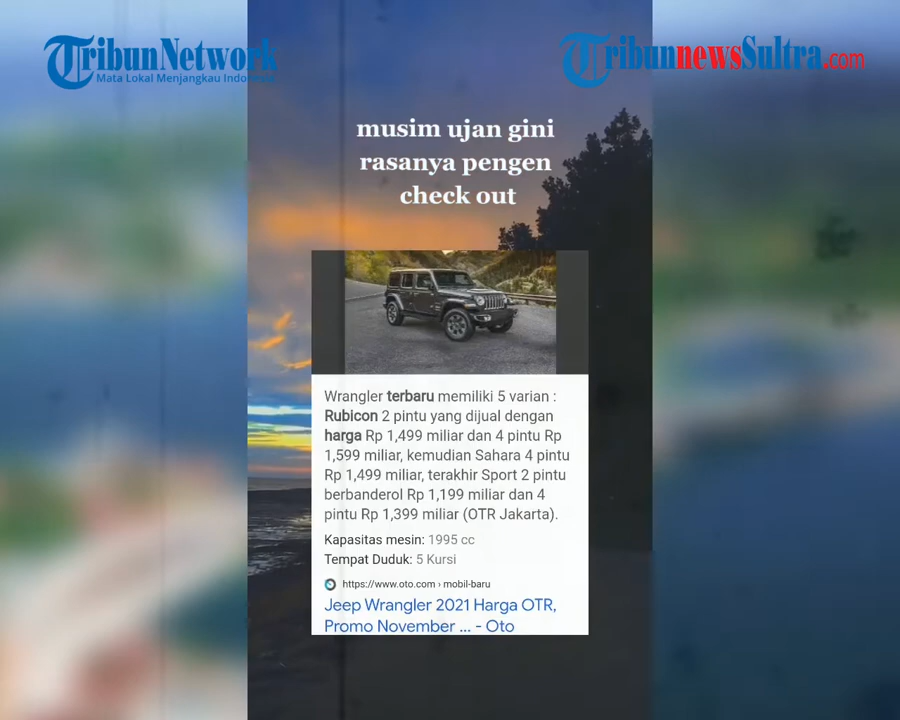 TribunNetwork
Mata Lokal Menjangkau Indonesia
TribunnewsSultra.com
musim ujan gini
rasanya pengen
check out
Wrangler terbaru memiliki 5 varian :
Rubicon 2 pintu yang dijual dengan
harga Rp 1,499 miliar dan 4 pintu Rp
1,599 miliar, kemudian Sahara 4 pintu
Rp 1,499 miliar, terakhir Sport 2 pintu
berbanderol Rp 1,199 miliar dan 4
pintu Rp 1,399 miliar (OTR Jakarta).
Kapasitas mesin: 1995 cc
Tempat Duduk: 5 Kursi
https://www.oto.com › mobil-baru
Jeep Wrangler 2021 Harga OTR,
Promo November ... - Oto